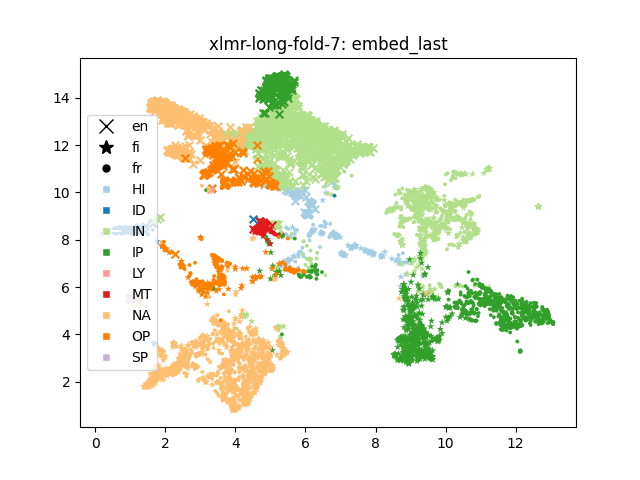 xlmr-long-fold-7: embed_last
14
12
10
8
6
4
2
0
2
4
6
8
10
12
en
fi
fr
HI
ID
IN
IP
LY
MT
NA
OP
SP